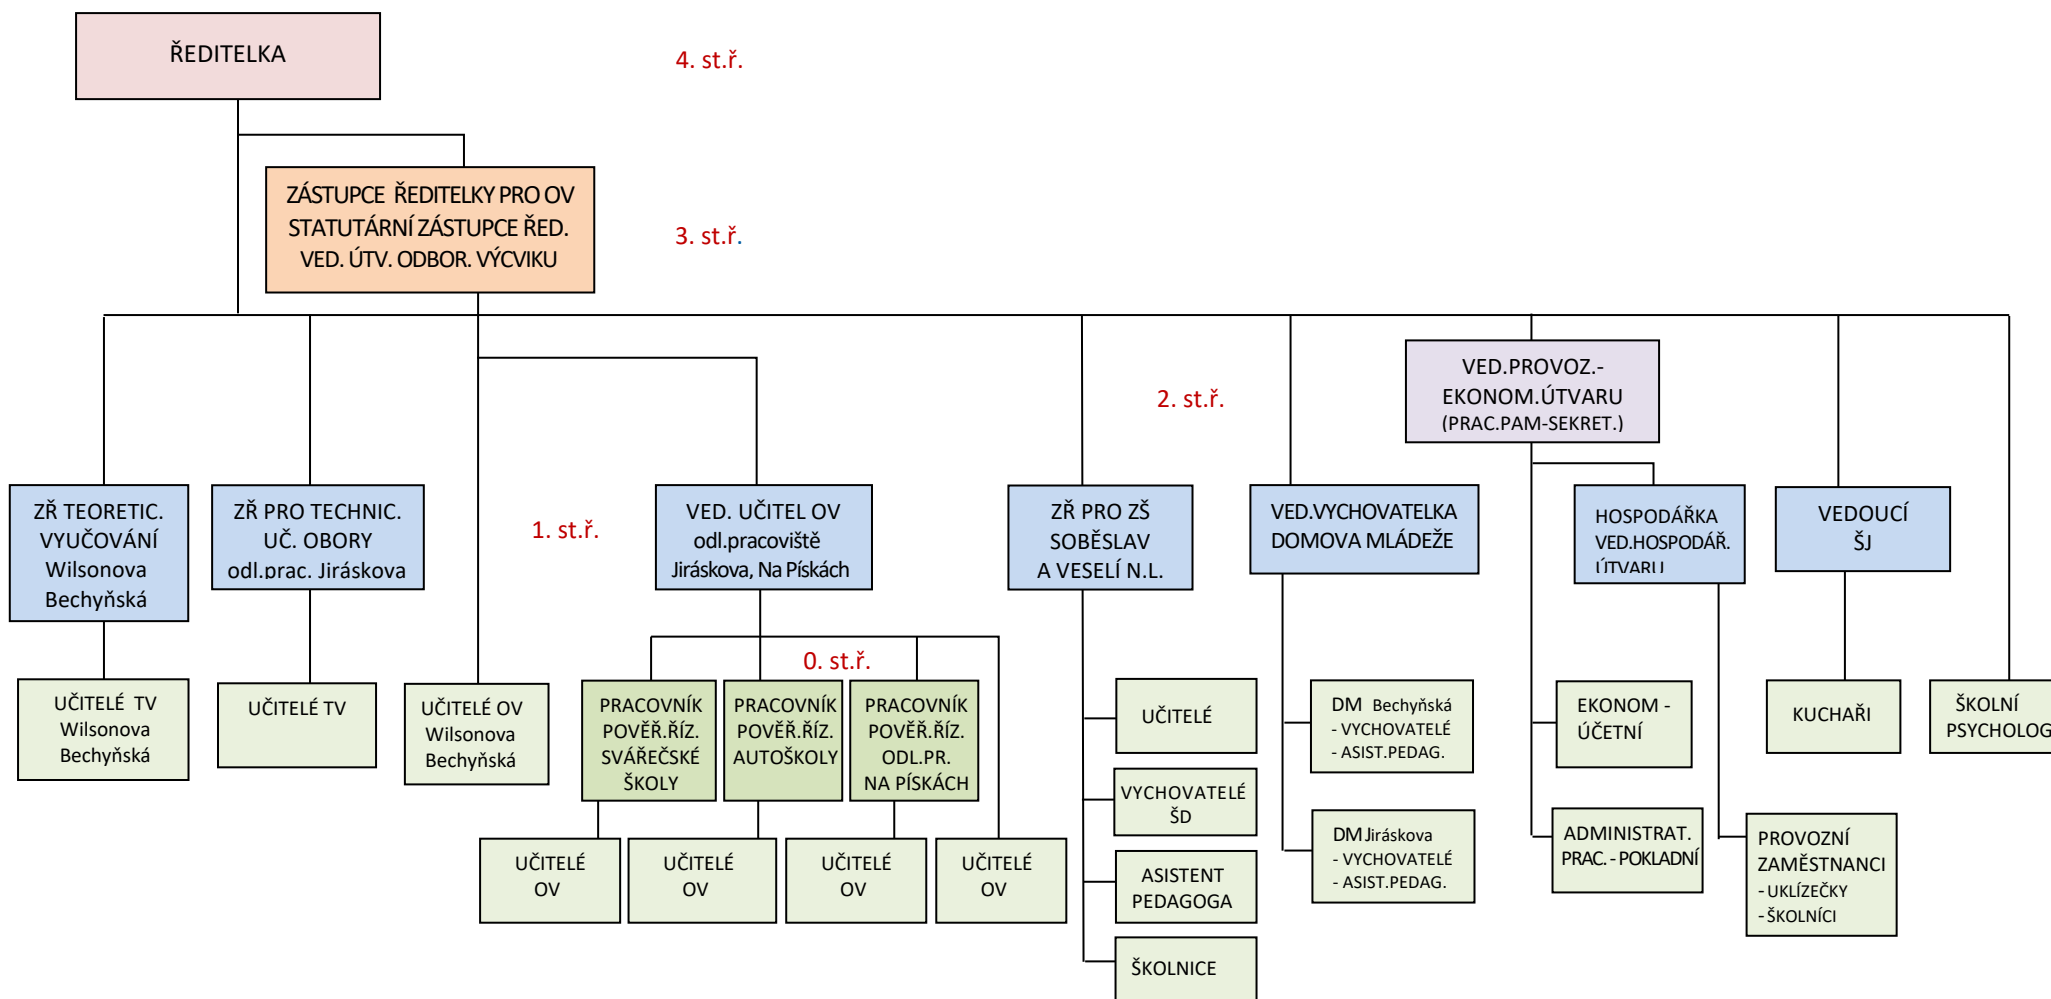 ŘEDITELKA
4. st.ř.
ZÁSTUPCE ŘEDITELKY PRO OV
STATUTÁRNÍ ZÁSTUPCE ŘED.
VED. ÚTV. ODBOR. VÝCVIKU
3. st.ř.
VED.PROVOZ.-
EKONOM.ÚTVARU
(PRAC.PAM-SEKRET.)
2. st.ř.
ZŘ TEORETIC.
VYUČOVÁNÍ
Wilsonova
Bechyňská
ZŘ PRO TECHNIC.
UČ. OBORY
odl.prac. Jiráskova
1. st.ř.
VED. UČITEL OV
odl.pracoviště
Jiráskova, Na Pískách
ZŘ PRO ZŠ
SOBĚSLAV
A VESELÍ N.L.
VED.VYCHOVATELKA
DOMOVA MLÁDEŽE
HOSPODÁŘKA
VED.HOSPODÁŘ.
ÚTVARU
VEDOUCÍ
ŠJ
0. st.ř.
UČITELÉ TV
Wilsonova
Bechyňská
UČITELÉ TV
UČITELÉ OV
Wilsonova
Bechyňská
PRACOVNÍK
POVĚŘ.ŘÍZ.
SVÁŘEČSKÉ
ŠKOLY
PRACOVNÍK
POVĚŘ.ŘÍZ.
AUTOŠKOLY
PRACOVNÍK
POVĚŘ.ŘÍZ.
ODL.PR.
NA PÍSKÁCH
UČITELÉ
DM Bechyňská
- VYCHOVATELÉ
- ASIST.PEDAG.
EKONOM -
ÚČETNÍ
KUCHAŘI
ŠKOLNÍ
PSYCHOLOG
VYCHOVATELÉ
ŠD
UČITELÉ
OV
UČITELÉ
OV
UČITELÉ
OV
UČITELÉ
OV
DM Jiráskova
- VYCHOVATELÉ
- ASIST.PEDAG.
ADMINISTRAT.
PRAC. - POKLADNÍ
PROVOZNÍ
ZAMĚSTNANCI
- UKLÍZEČKY
- ŠKOLNÍCI
ASISTENT
PEDAGOGA
ŠKOLNICE